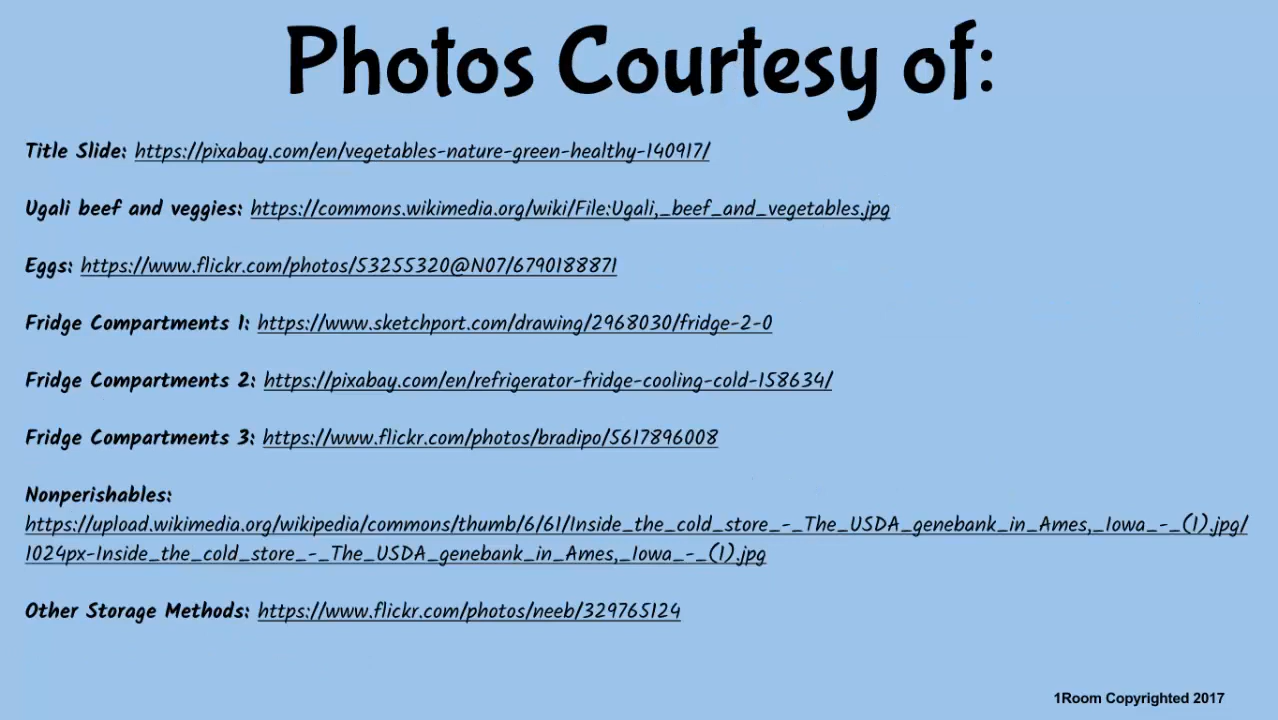 Photos Courtesy of:
Title Slide: https://pixabay.com/en/vegetables-nature-green-healthy-140917/
Ugali beef and veggies: https://commons.wikimedia.org/wiki/File:Ugali,_beef_and_vegetables.jpg
Eggs: https://www.flickr.com/photos/53255320@N07/6790188871
Fridge Compartments 1: https://www.sketchport.com/drawing/2968030/fridge-2-0
Fridge Compartments 2: https://pixabay.com/en/refrigerator-fridge-cooling-cold-158634/
Fridge Compartments 3: https://www.flickr.com/photos/bradipo/5617896008
Nonperishables:
https://upload.wikimedia.org/wikipedia/commons/thumb/6/61/Inside_the_cold_store_-_The_USDA_genebank_in_Ames,_Iowa_-_(1).jpg/
1024px-Inside_the_cold_store_-_The_USDA_genebank_in_Ames,_Iowa_-_(1).jpg
Other Storage Methods: https://www.flickr.com/photos/neeb/329765124
1Room Copyrighted 2017